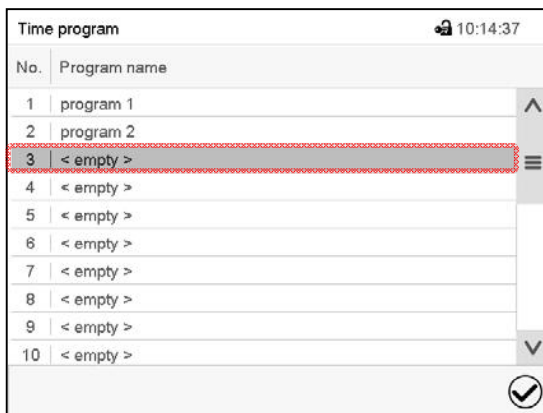 Time program 10:14:37
No. Program name
1 program 1
2 program 2
3 < empty >
4 < empty >
5 < empty >
6 < empty >
7 < empty >
8 < empty >
9 < empty >
10 < empty >